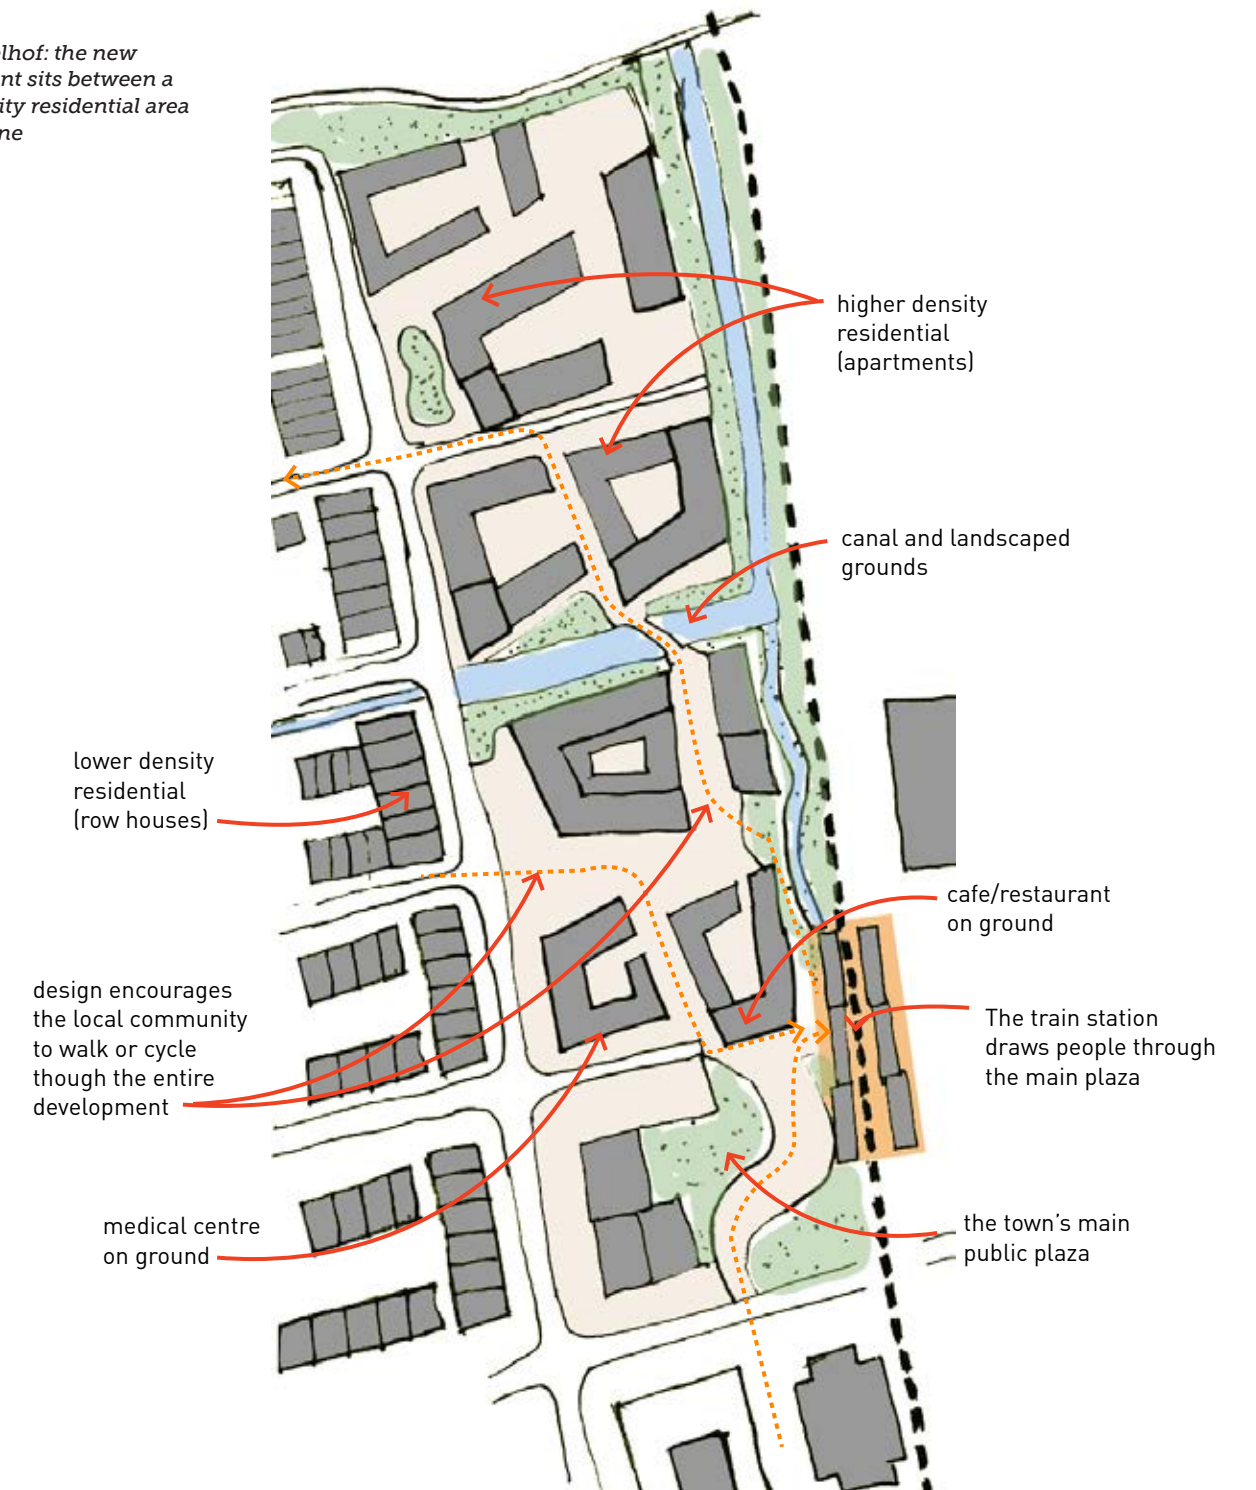 lhof: the new
nt sits between a
ity residential area
ne
higher density
residential
(apartments)
canal and landscaped
grounds
lower density
residential
(row houses)
cafe/restaurant
on ground
design encourages
the local community
to walk or cycle
though the entire
development
The train station
draws people through
the main plaza
medical centre
on ground
the town's main
public plaza